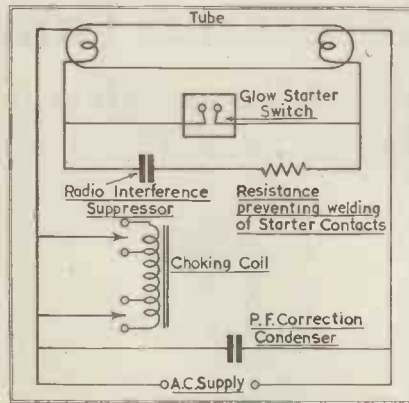 Tube
Glow Starter
Switch
Radio Interference
Suppressor
Resistance
preventing welding
of Starter Contacts
Choking Coil
P.F. Correction
Condenser
A.C. Supply